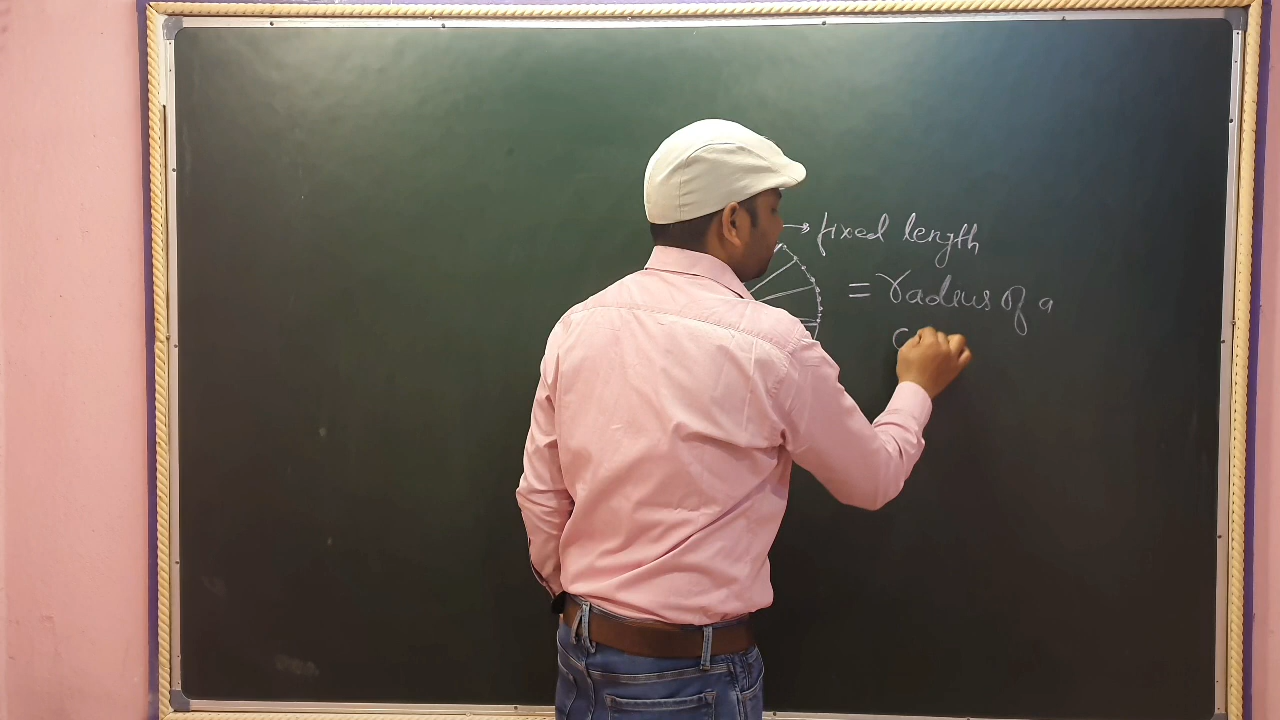 → fixed length
= radius of a
c